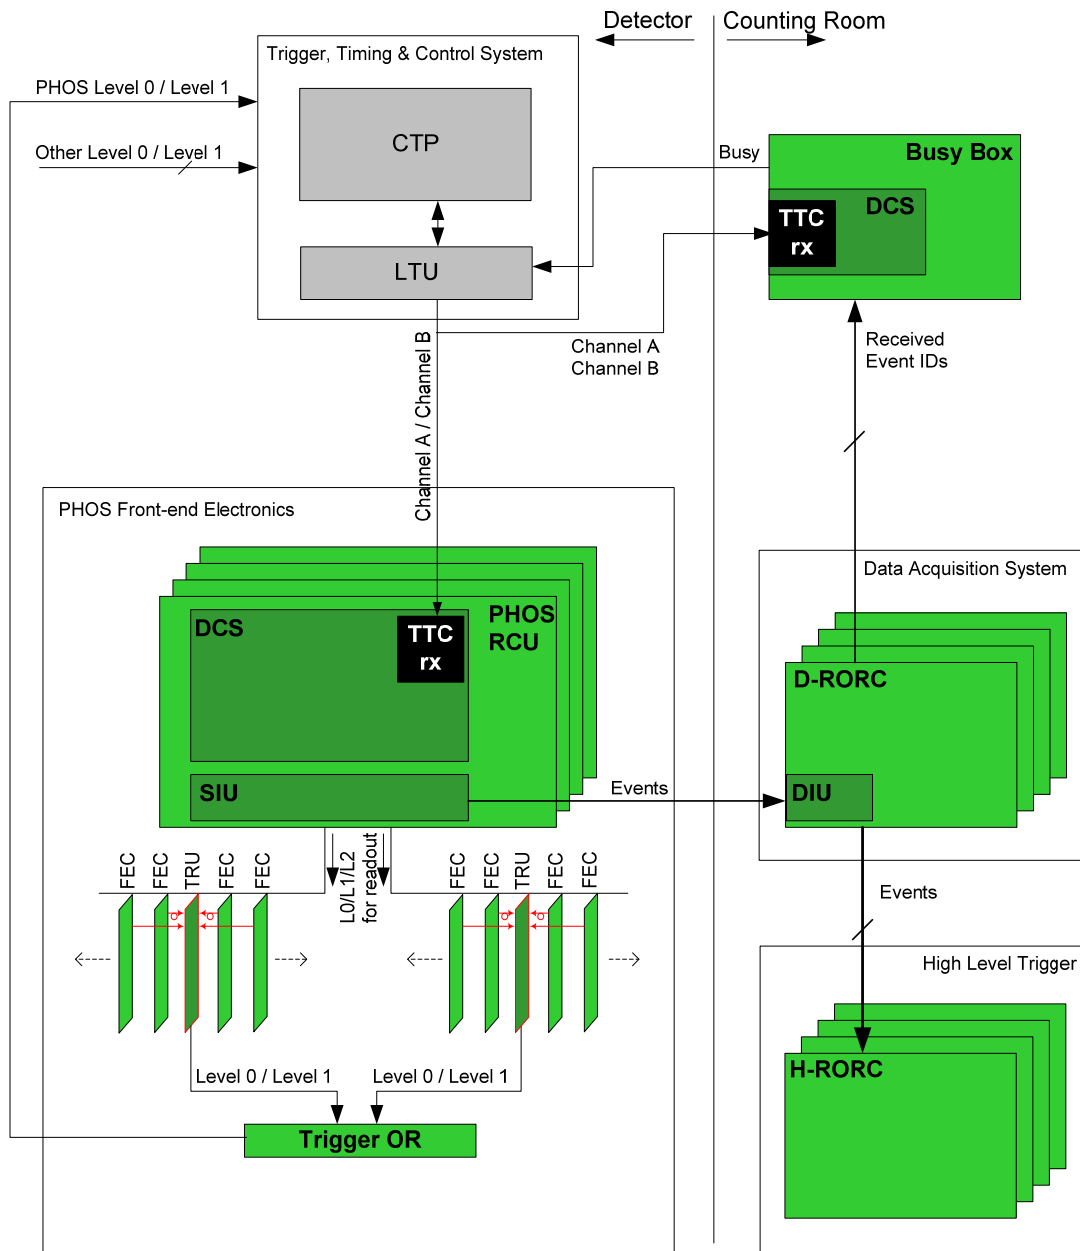 Detector
Counting Room
Trigger, Timing & Control System
PHOS Level 0 / Level 1
CTP
Other Level 0 / Level 1
Busy
Busy Box
TTC
rx
DCS
LTU
Channel A / Channel B
Channel A
Channel B
Received
Event IDs
PHOS Front-end Electronics
Data Acquisition System
DCS
TTC
rx
PHOS
RCU
D-RORC
SIU
Events
DIU
FEC
FEC
TRU
FEC
FEC
L0/L1/L2
for readout
FEC
FEC
TRU
FEC
FEC
Events
High Level Trigger
H-RORC
Level 0 / Level 1
Level 0 / Level 1
Trigger OR